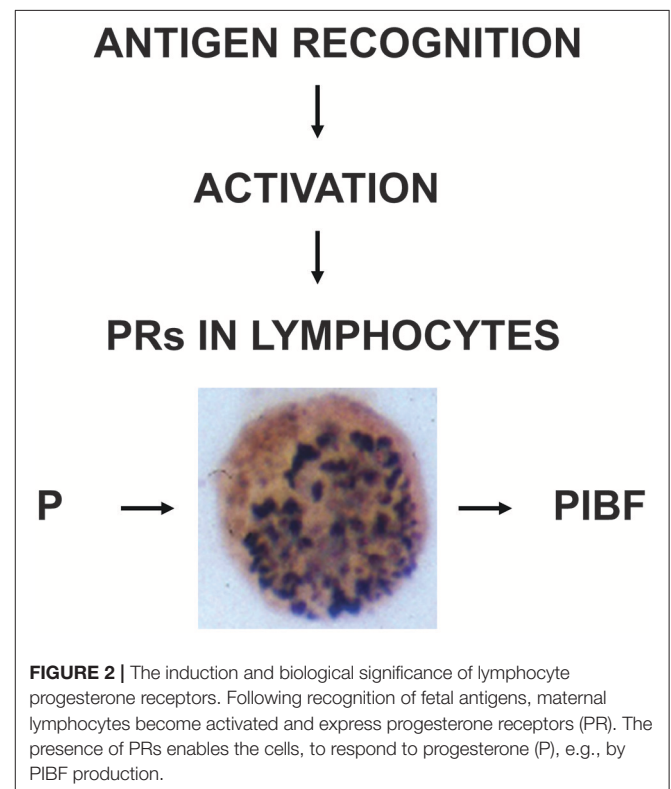 ANTIGEN RECOGNITION
ACTIVATION
PRs IN LYMPHOCYTES
P
PIBF
FIGURE 2 | The induction and biological significance of lymphocyte
progesterone receptors. Following recognition of fetal antigens, maternal
lymphocytes become activated and express progesterone receptors (PR). The
presence of PRs enables the cells, to respond to progesterone (P), e.g., by
PIBF production.